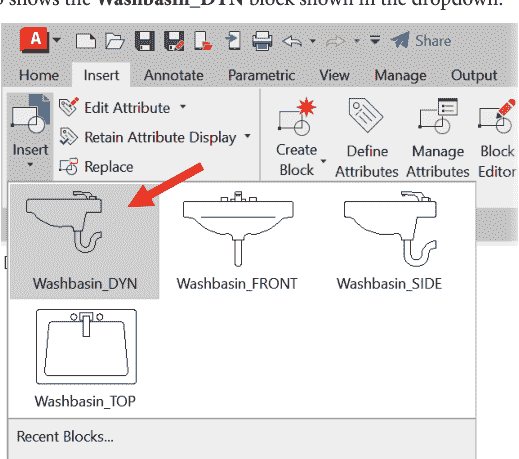 shows the Washbasin_DYN block shown in the dropdown.
A Share
Home Insert Annotate Parametric View Manage Output
Edit Attribute
Retain Attribute Display
Replace
Insert
Create Block
Define Attributes
Manage Attributes
Block Editor
Washbasin_DYN Washbasin_FRONT Washbasin_SIDE
Washbasin_TOP
Recent Blocks...